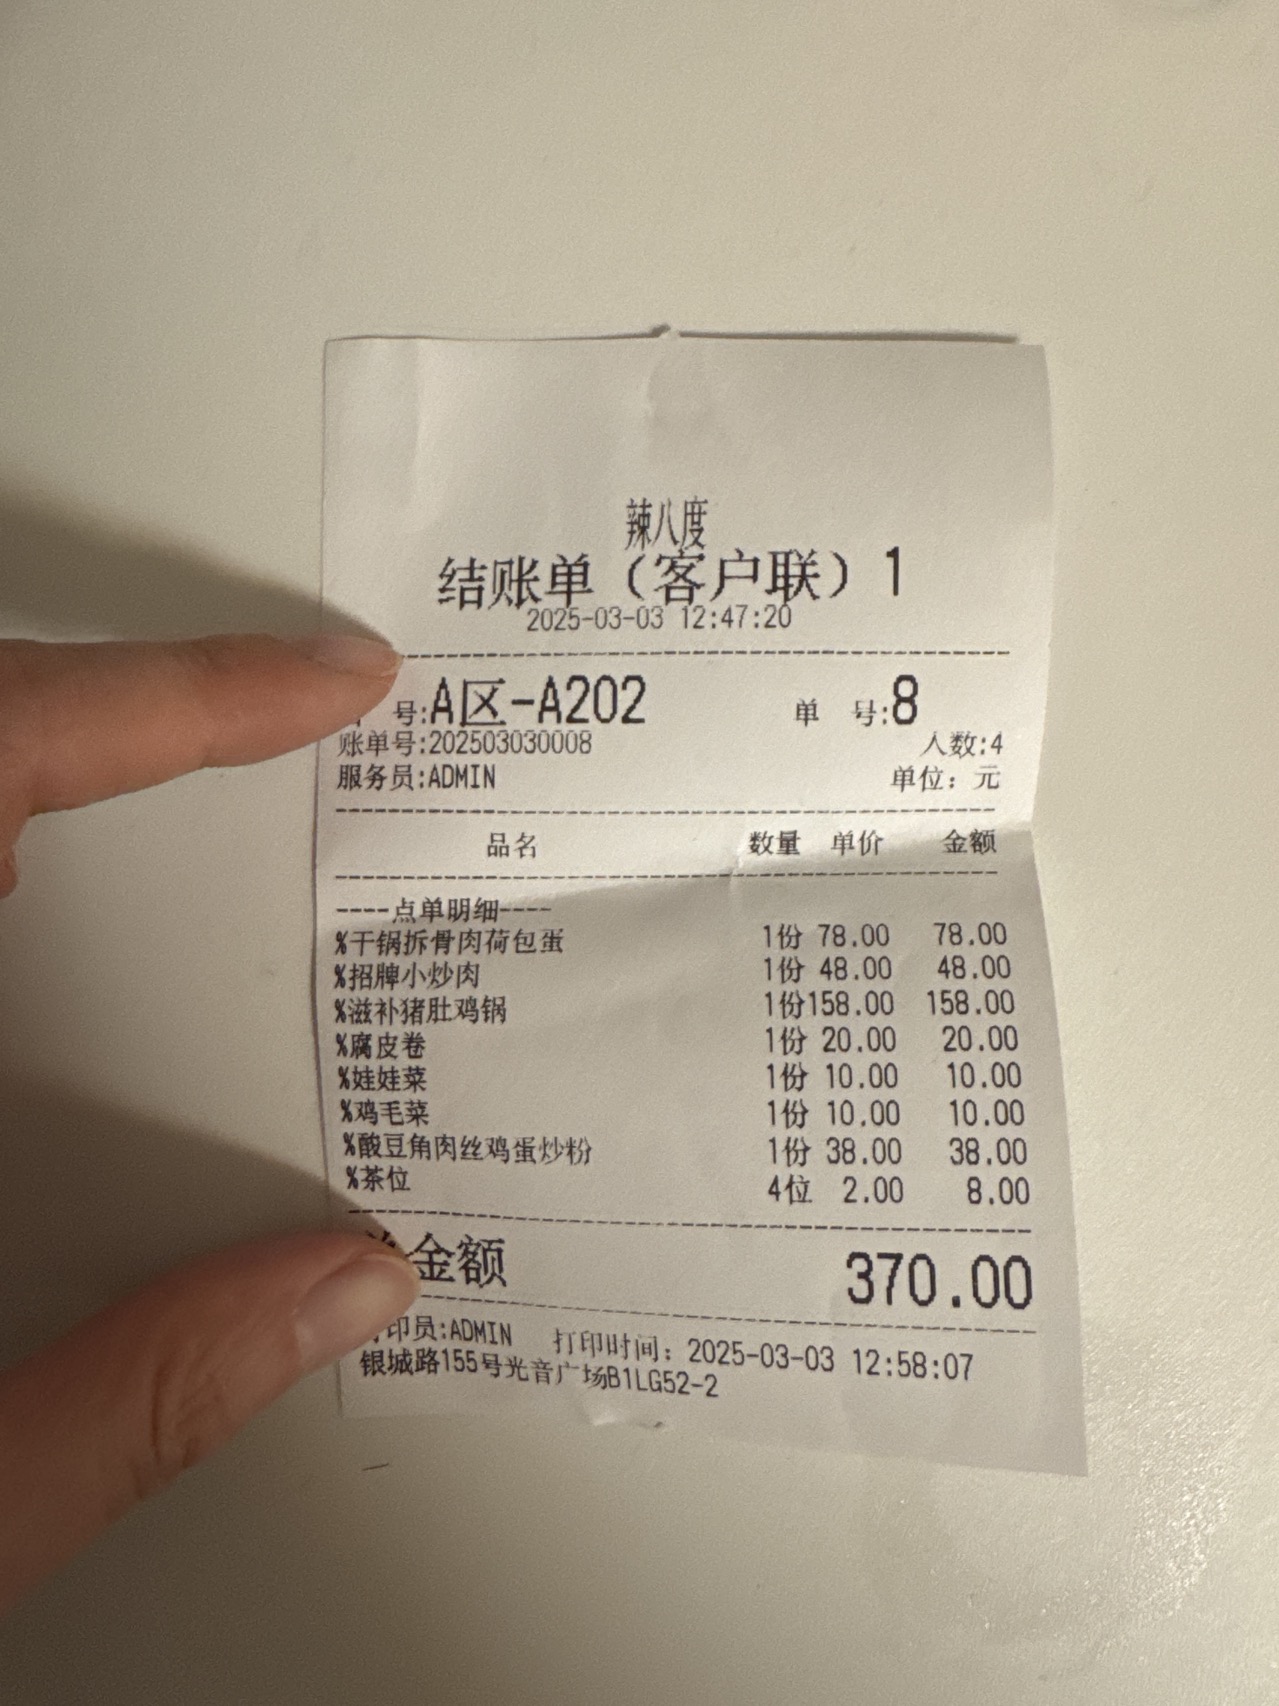 辣八度
结账单（客户联）1
2025-03-03 12:47:20
号:A区-A202 单 号:8
账单号:202503030008 人数:4
服务员:ADMIN 单位：元
品名 数量 单价 金额
----点单明细----
%干锅拆骨肉荷包蛋 1份 78.00 78.00
%招牌小炒肉 1份 48.00 48.00
%滋补猪肚鸡锅 1份158.00 158.00
%腐皮卷 1份 20.00 20.00
%娃娃菜 1份 10.00 10.00
%鸡毛菜 1份 10.00 10.00
%酸豆角肉丝鸡蛋炒粉 1份 38.00 38.00
%茶位 4位 2.00 8.00
金额 370.00
印员:ADMIN 打印时间：2025-03-03 12:58:07
银城路155号光音广场B1LG52-2